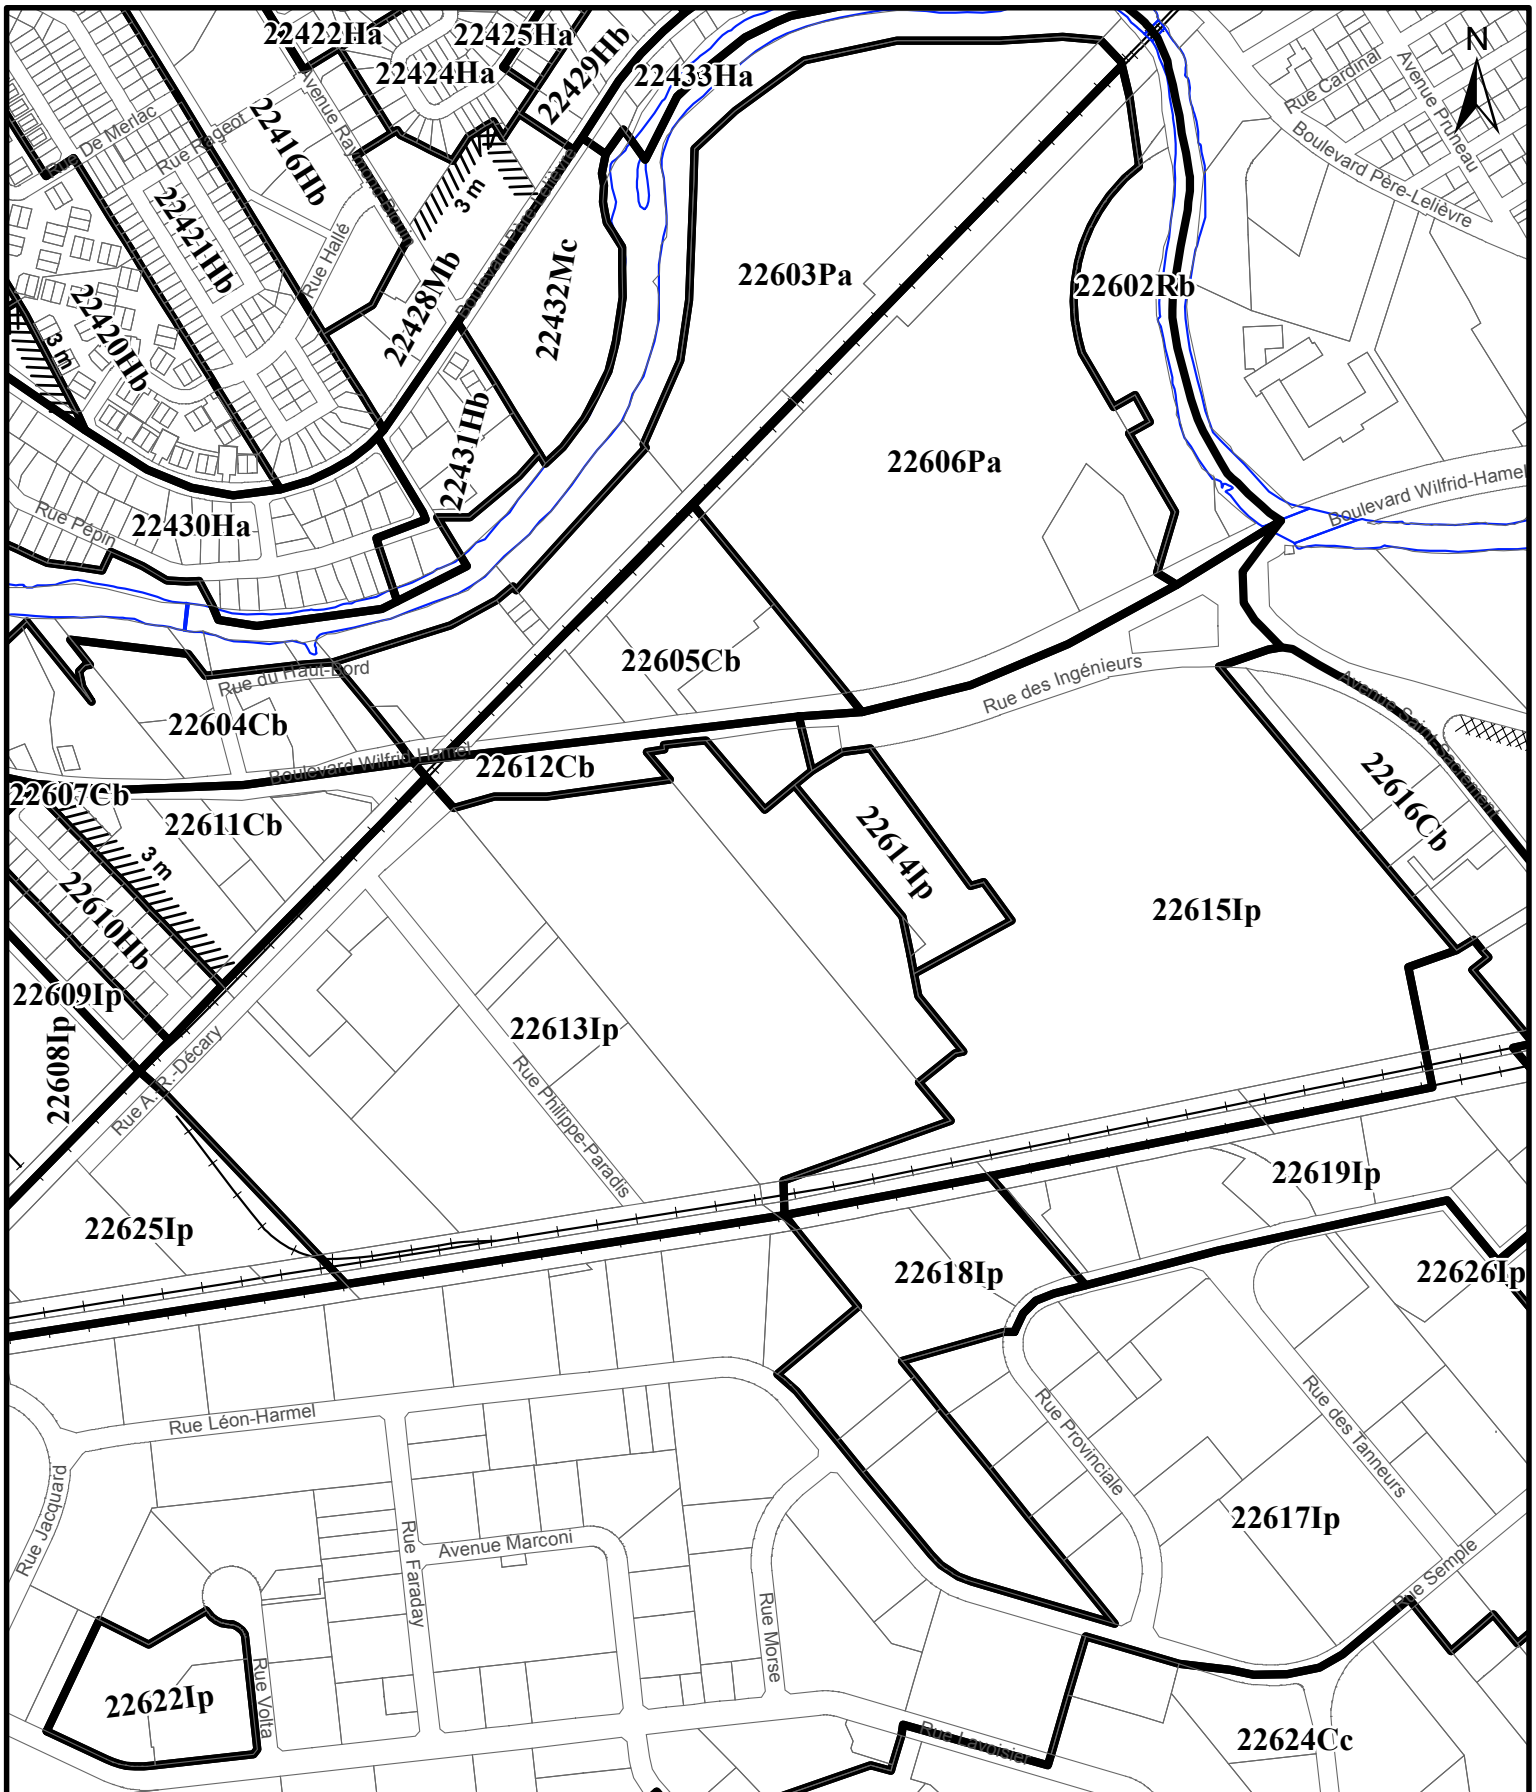 22422Ha
22425Ha
22424Ha
22429Hb
22433Ha
N
Rue Cardinal
Avenue Pruneau
Boulevard Père-Lelièvre
Rue De Merlac
Rue Rageot
22416Hb
Avenue Raymond-Blouin
3 m
Boulevard Père-Lelièvre
22421Hb
Rue Hallé
22428Mb
22432Mc
22603Pa
22602Rb
22420Hb
3 m
22431Hb
22606Pa
Boulevard Wilfrid-Hamel
Rue Pépin
22430Ha
22605Cb
Rue du Haut-Bord
Rue des Ingénieurs
Avenue Saint-Sacrement
22604Cb
Boulevard Wilfrid-Hamel
22612Cb
22607Cb
22611Cb
3 m
22616Cb
22614Ip
22610Hb
22615Ip
22609Ip
22608Ip
Rue A.-R.-Décary
22613Ip
Rue Philippe-Paradis
22619Ip
22625Ip
22618Ip
22626Ip
Rue Léon-Harmel
Rue Provinciale
Rue des Tanneurs
Rue Jacquard
Rue Faraday
Avenue Marconi
22617Ip
Rue Semple
Rue Morse
Rue Volta
22622Ip
Rue Lavoisier
22624Cc